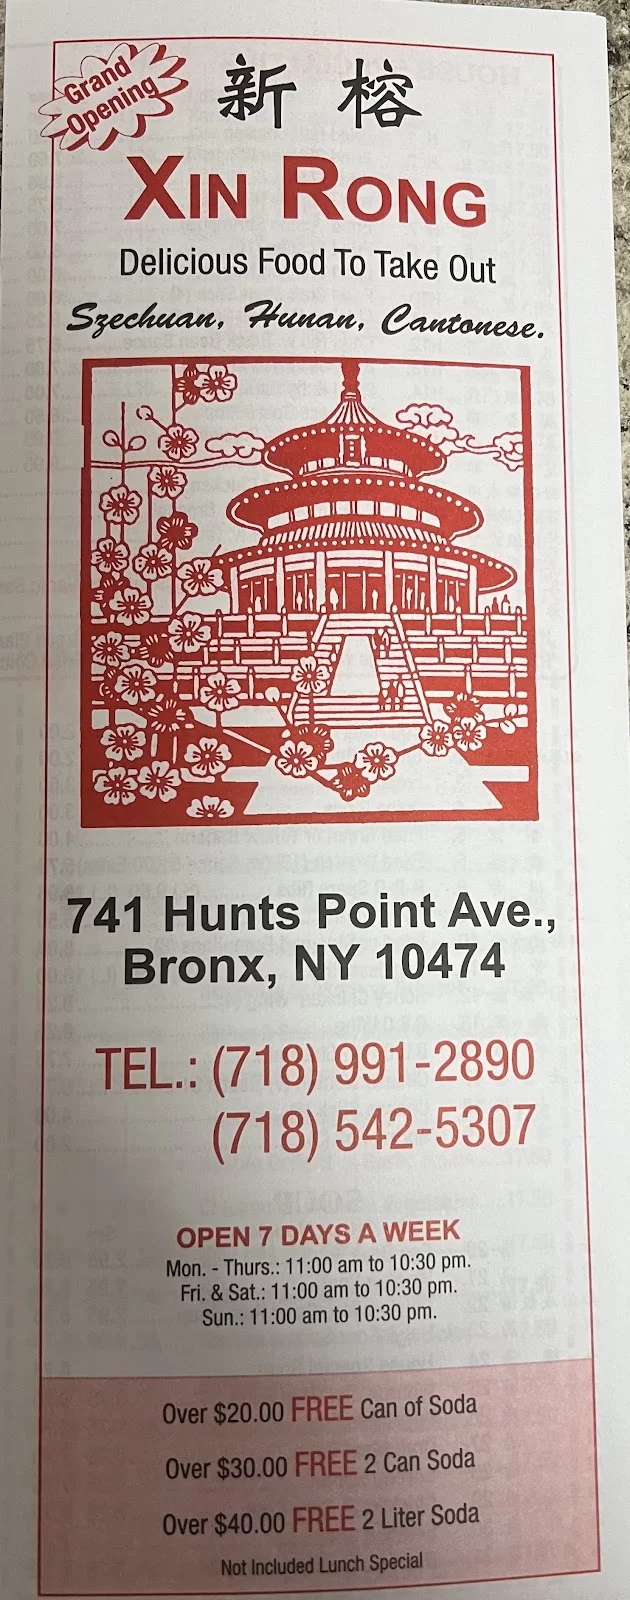 Grand
Opening
新 榕
XIN RONG
Delicious Food To Take Out
Szechuan, Hunan, Cantonese.
741 Hunts Point Ave.,
Bronx, NY 10474
TEL.: (718) 991-2890
(718) 542-5307
OPEN 7 DAYS A WEEK
Mon. - Thurs.: 11:00 am to 10:30 pm.
Fri. & Sat.: 11:00 am to 10:30 pm.
Sun.: 11:00 am to 10:30 pm.
Over $20.00 FREE Can of Soda
Over $30.00 FREE 2 Can Soda
Over $40.00 FREE 2 Liter Soda
Not Included Lunch Special